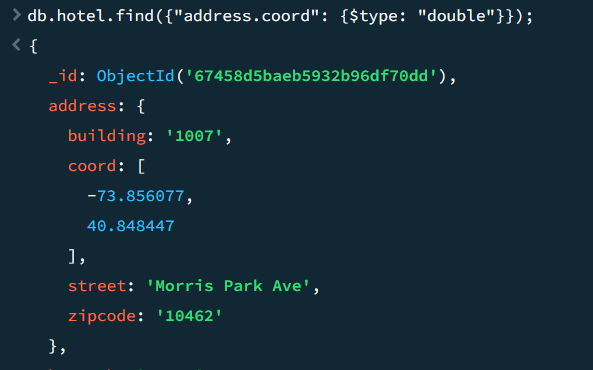 > db.hotel.find({"address.coord": {$type: "double"}});
< {
_id: ObjectId('67458d5baeb5932b96df70dd'),
address: {
building: '1007',
coord: [
-73.856077,
40.848447
],
street: 'Morris Park Ave',
zipcode: '10462'
},